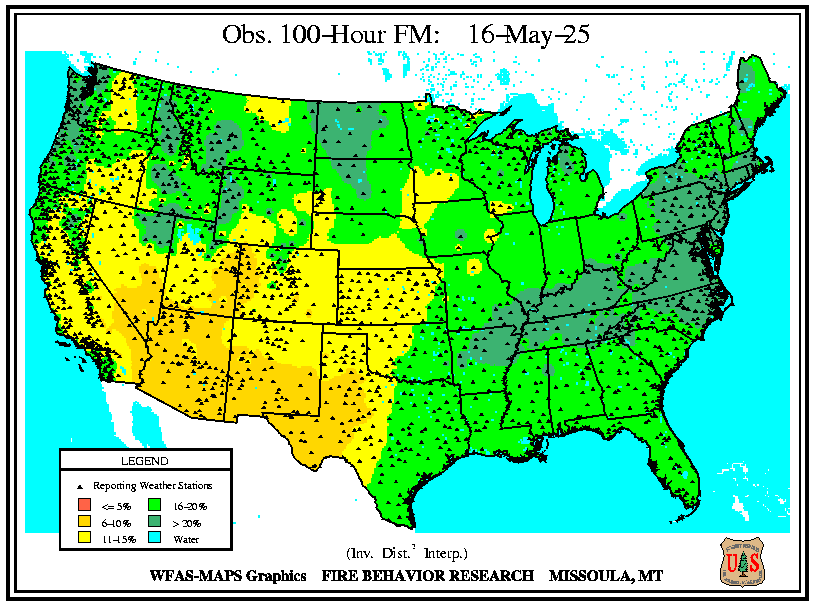 Obs. 100-Hour FM: 16-May-25
LEGEND
Reporting Weather Stations
<= 5%
16-20%
6-10%
> 20%
11-15%
Water
(Inv. Dist.² Interp.)
WFAS-MAPS Graphics FIRE BEHAVIOR RESEARCH MISSOULA, MT
U S